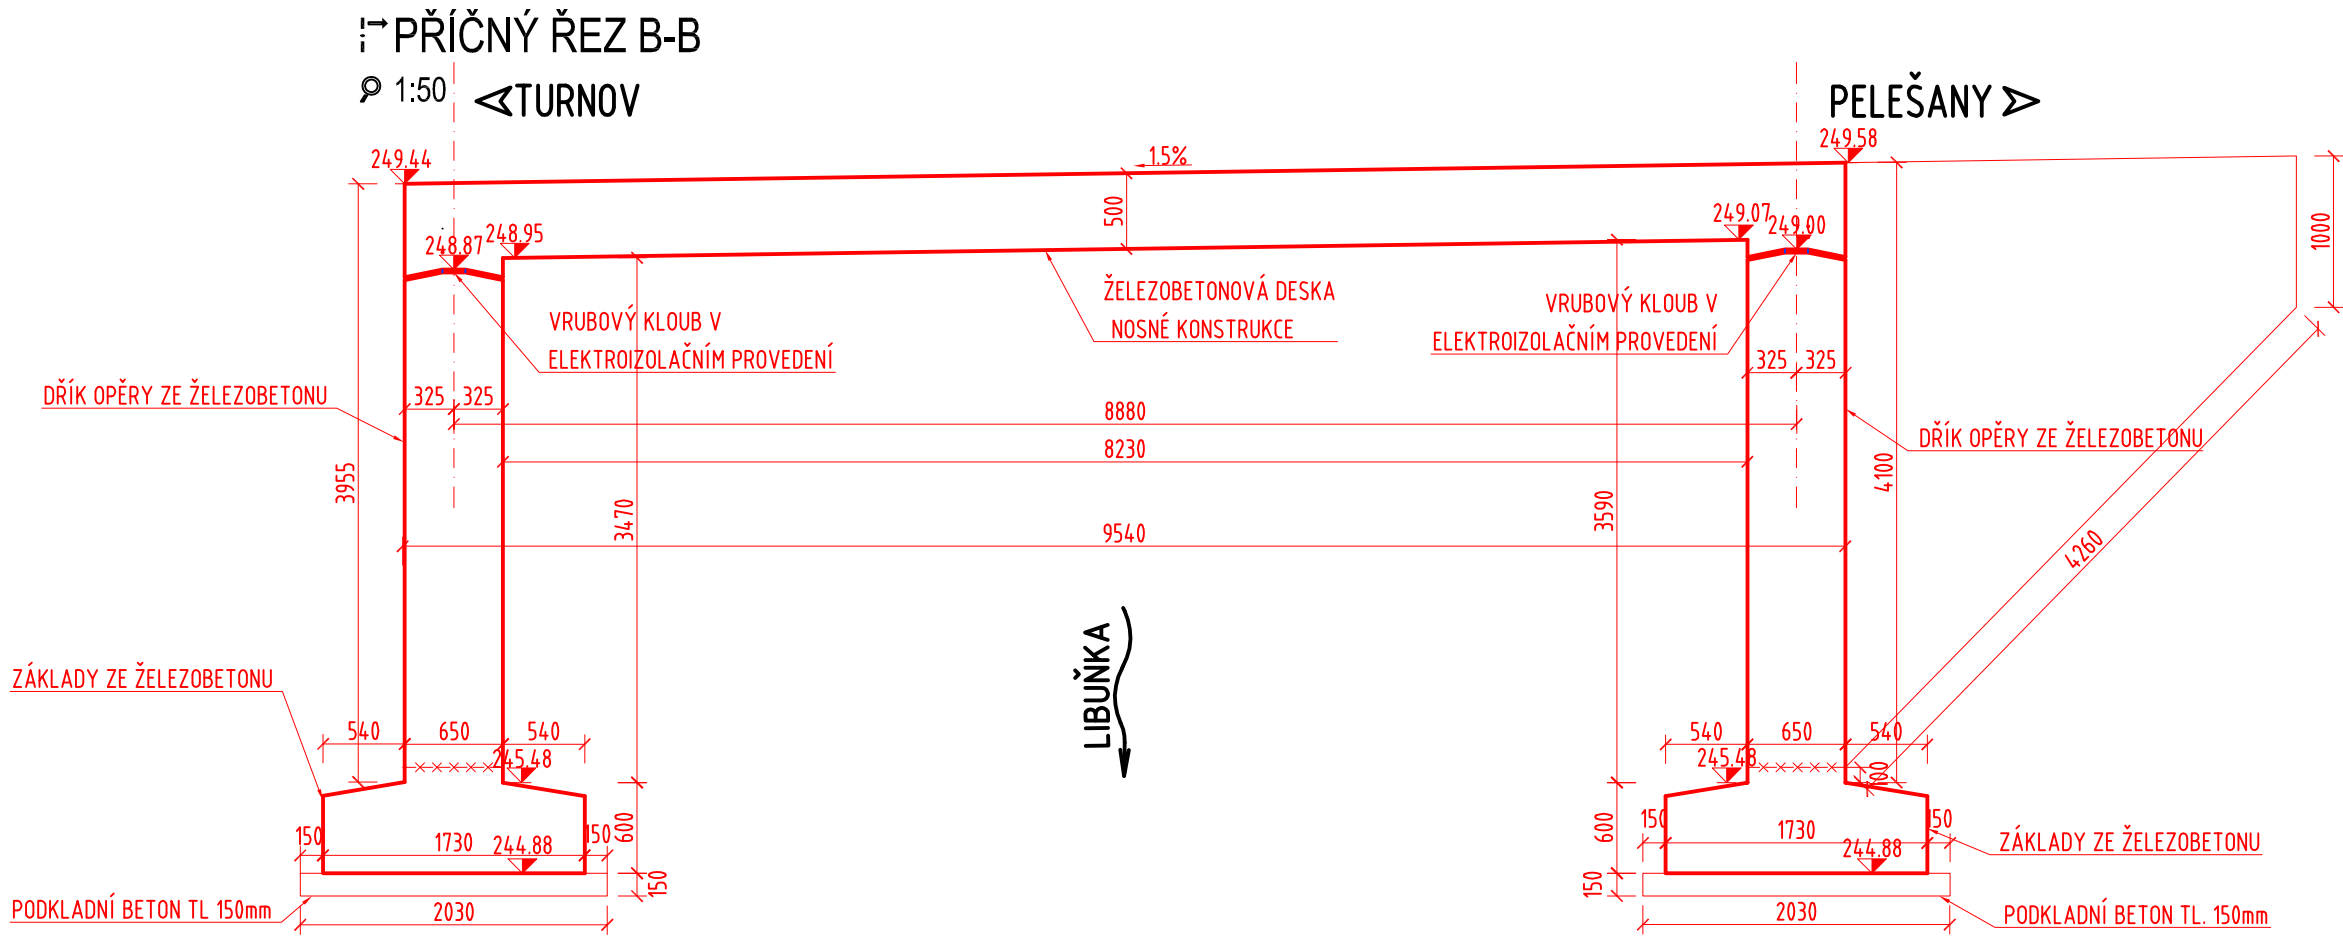 PŘÍČNÝ ŘEZ B-B
1:50
TURNOV
PELEŠANY
249.44
1.5%
249.58
500
1000
248.87
248.95
249.07
249.00
VRUBOVÝ KLOUB V
ELEKTROIZOLAČNÍM PROVEDENÍ
ŽELEZOBETONOVÁ DESKA
NOSNÉ KONSTRUKCE
VRUBOVÝ KLOUB V
ELEKTROIZOLAČNÍM PROVEDENÍ
DŘÍK OPĚRY ZE ŽELEZOBETONU
325
325
325
325
8880
8230
9540
DŘÍK OPĚRY ZE ŽELEZOBETONU
3955
3470
3590
4100
4260
LIBUŇKA
ZÁKLADY ZE ŽELEZOBETONU
540
650
540
245.48
540
650
540
245.48
100
150
1730
150
600
244.88
150
600
150
1730
150
244.88
150
ZÁKLADY ZE ŽELEZOBETONU
PODKLADNÍ BETON TL 150mm
2030
2030
PODKLADNÍ BETON TL. 150mm